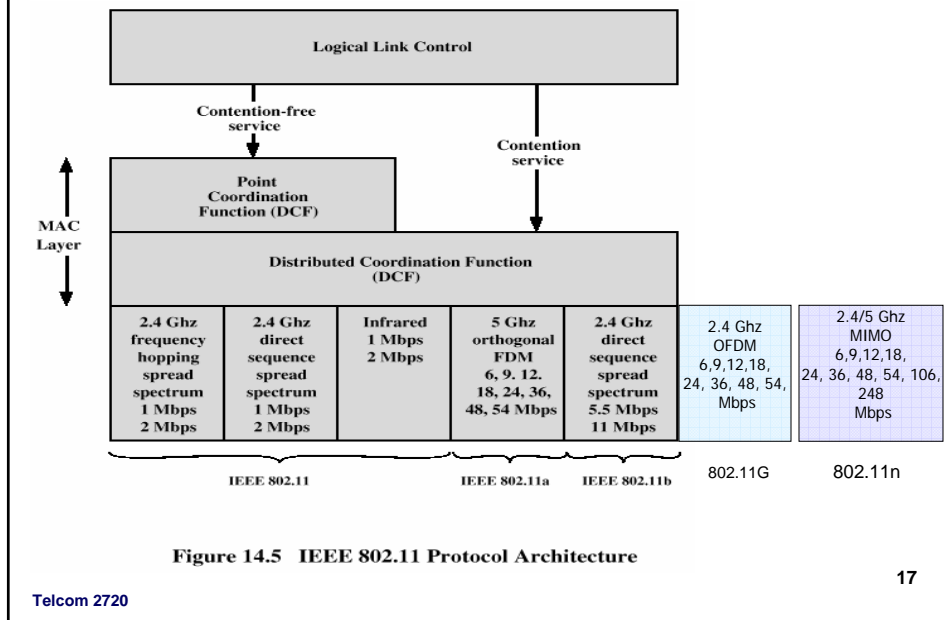 Logical Link Control
Contention-free
service
Contention
service
MAC
Layer
Point
Coordination
Function (DCF)
Distributed Coordination Function
(DCF)
2.4 Ghz
frequency
hopping
spread
spectrum
1 Mbps
2 Mbps
2.4 Ghz
direct
sequence
spread
spectrum
1 Mbps
2 Mbps
Infrared
1 Mbps
2 Mbps
5 Ghz
orthogonal
FDM
6, 9. 12.
18, 24, 36,
48, 54 Mbps
2.4 Ghz
direct
sequence
spread
spectrum
5.5 Mbps
11 Mbps
2.4 Ghz
OFDM
6,9,12,18,
24, 36, 48, 54,
Mbps
2.4/5 Ghz
MIMO
6,9,12,18,
24, 36, 48, 54, 106,
248
Mbps
IEEE 802.11
IEEE 802.11a
IEEE 802.11b
802.11G
802.11n
Figure 14.5 IEEE 802.11 Protocol Architecture
17
Telcom 2720